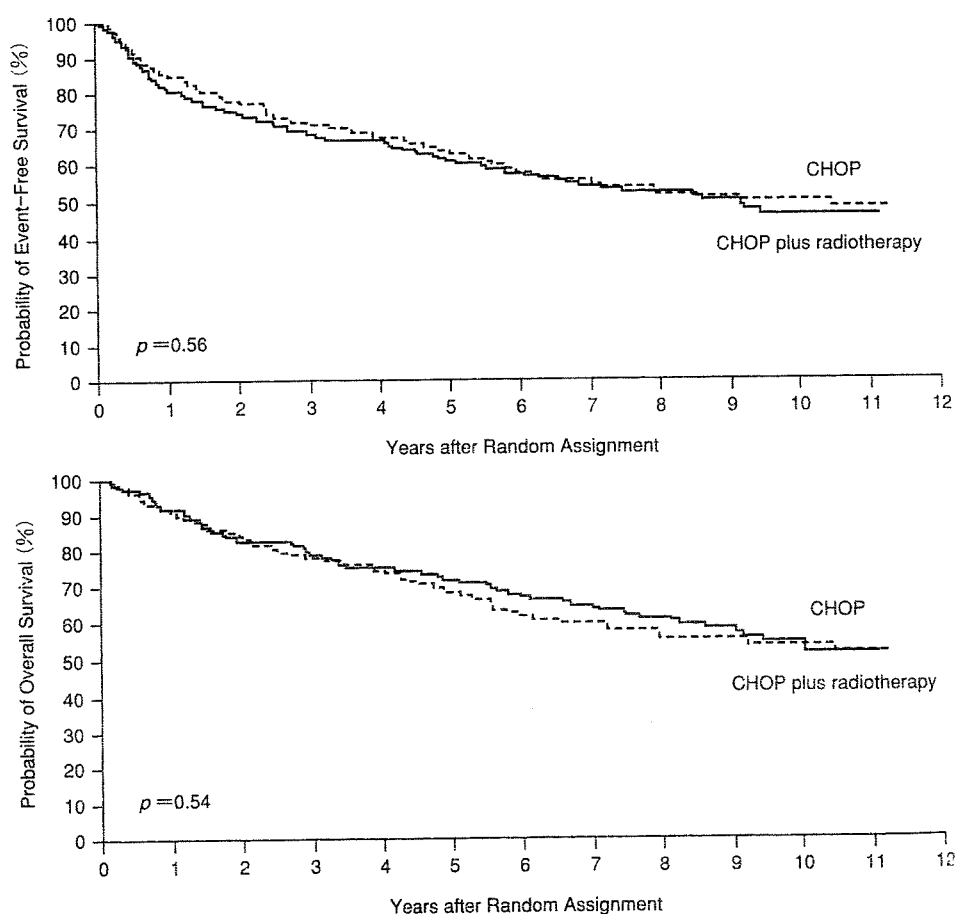 Probability of Event-Free Survival (%)
100
90
80
70
60
50
40
30
20
10
0
CHOP
CHOP plus radiotherapy
p=0.56
0 1 2 3 4 5 6 7 8 9 10 11 12
Years after Random Assignment
Probability of Overall Survival (%)
100
90
80
70
60
50
40
30
20
10
0
CHOP
CHOP plus radiotherapy
p=0.54
0 1 2 3 4 5 6 7 8 9 10 11 12
Years after Random Assignment